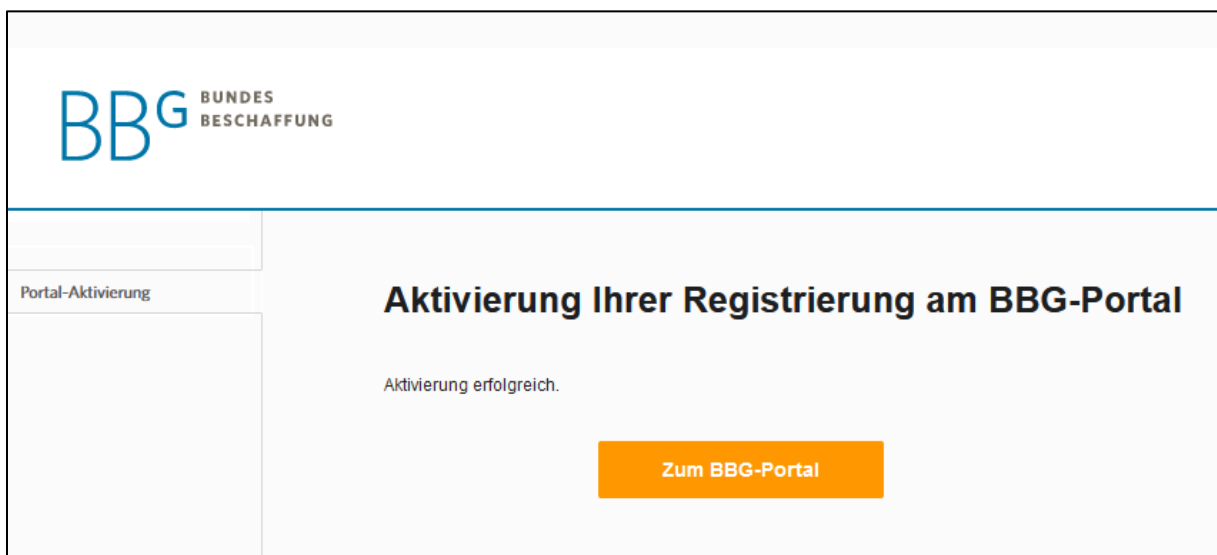 BBG BUNDES
BESCHAFFUNG
Portal-Aktivierung
Aktivierung Ihrer Registrierung am BBG-Portal
Aktivierung erfolgreich.
Zum BBG-Portal